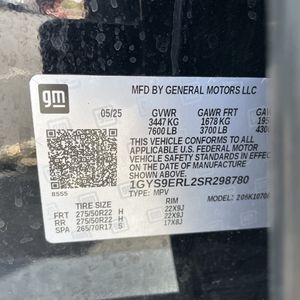 gm
MFD BY GENERAL MOTORS LLC
05/25 GVWR GAWR FRT
3447 KG 1678 KG
7600 LB 3700 LB
THIS VEHICLE CONFORMS TO ALL APPLICABLE
U.S. FEDERAL MOTOR
VEHICLE SAFETY
STANDARDS IN EFFECT ON THE DATE OF
MANUFACTURE SHOWN ABOVE.
1GYS9ERL2SR298780
8555 TYPE: MPV MODEL:
TIRE SIZE RIM
FRT 275/50R22 H 22X9J
RR 275/50R22 H 22X9J
SPA 265/70R17 S 17X8J